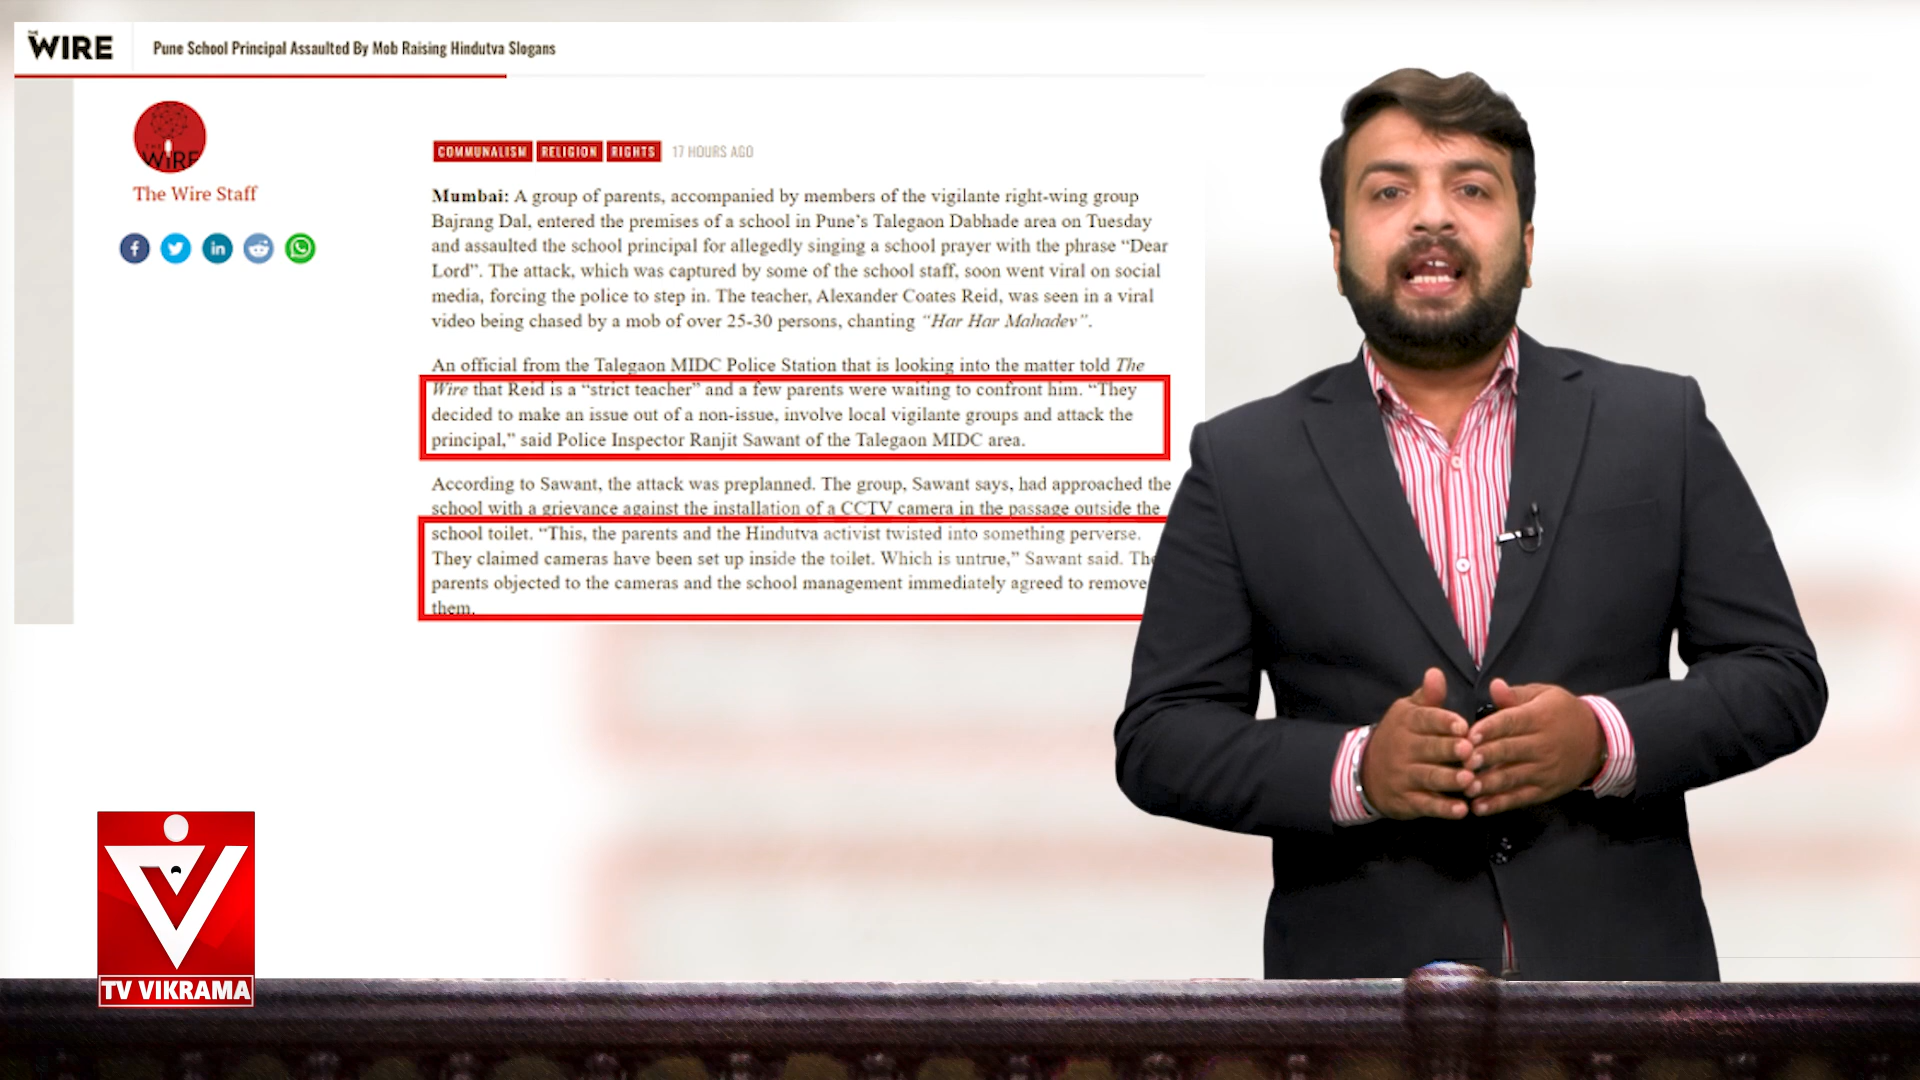 THE WIRE
Pune School Principal Assaulted By Mob Raising Hindutva Slogans
THE WIRE
The Wire Staff
COMMUNALISM RELIGION RIGHTS 17 HOURS AGO
Mumbai: A group of parents, accompanied by members of the vigilante right-wing group
Bajrang Dal, entered the premises of a school in Pune's Talegaon Dabhade area on Tuesday
and assaulted the school principal for allegedly singing a school prayer with the phrase “Dear
Lord”. The attack, which was captured by some of the school staff, soon went viral on social
media, forcing the police to step in. The teacher, Alexander Coates Reid, was seen in a viral
video being chased by a mob of over 25-30 persons, chanting “Har Har Mahadev”.
An official from the Talegaon MIDC Police Station that is looking into the matter told The
Wire that Reid is a “strict teacher” and a few parents were waiting to confront him. “They
decided to make an issue out of a non-issue, involve local vigilante groups and attack the
principal,” said Police Inspector Ranjit Sawant of the Talegaon MIDC area.
According to Sawant, the attack was preplanned. The group, Sawant says, had approached the
school with a grievance against the installation of a CCTV camera in the passage outside the
school toilet. “This, the parents and the Hindutva activist twisted into something perverse.
They claimed cameras have been set up inside the toilet. Which is untrue,” Sawant said. The
parents objected to the cameras and the school management immediately agreed to remove
them.
TV VIKRAMA